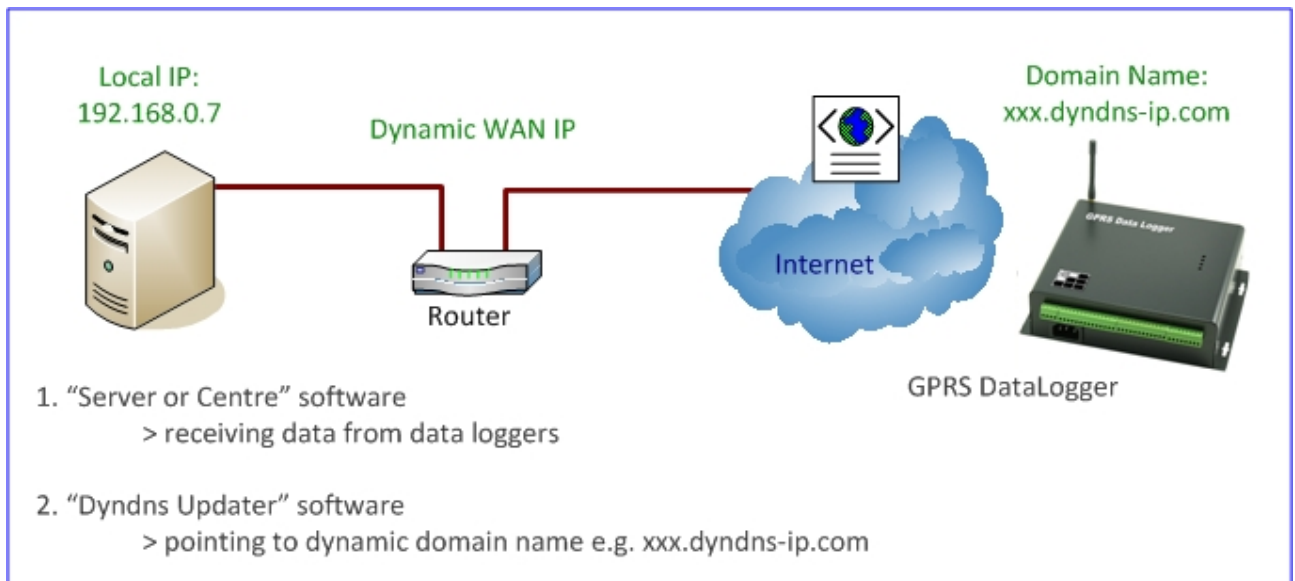 Local IP:
192.168.0.7
Dynamic WAN IP
Domain Name:
xxx.dyndns-ip.com
GPRS Data Logger
Internet
Router
GPRS DataLogger
1. “Server or Centre” software
> receiving data from data loggers
2. “Dyndns Updater” software
> pointing to dynamic domain name e.g. xxx.dyndns-ip.com